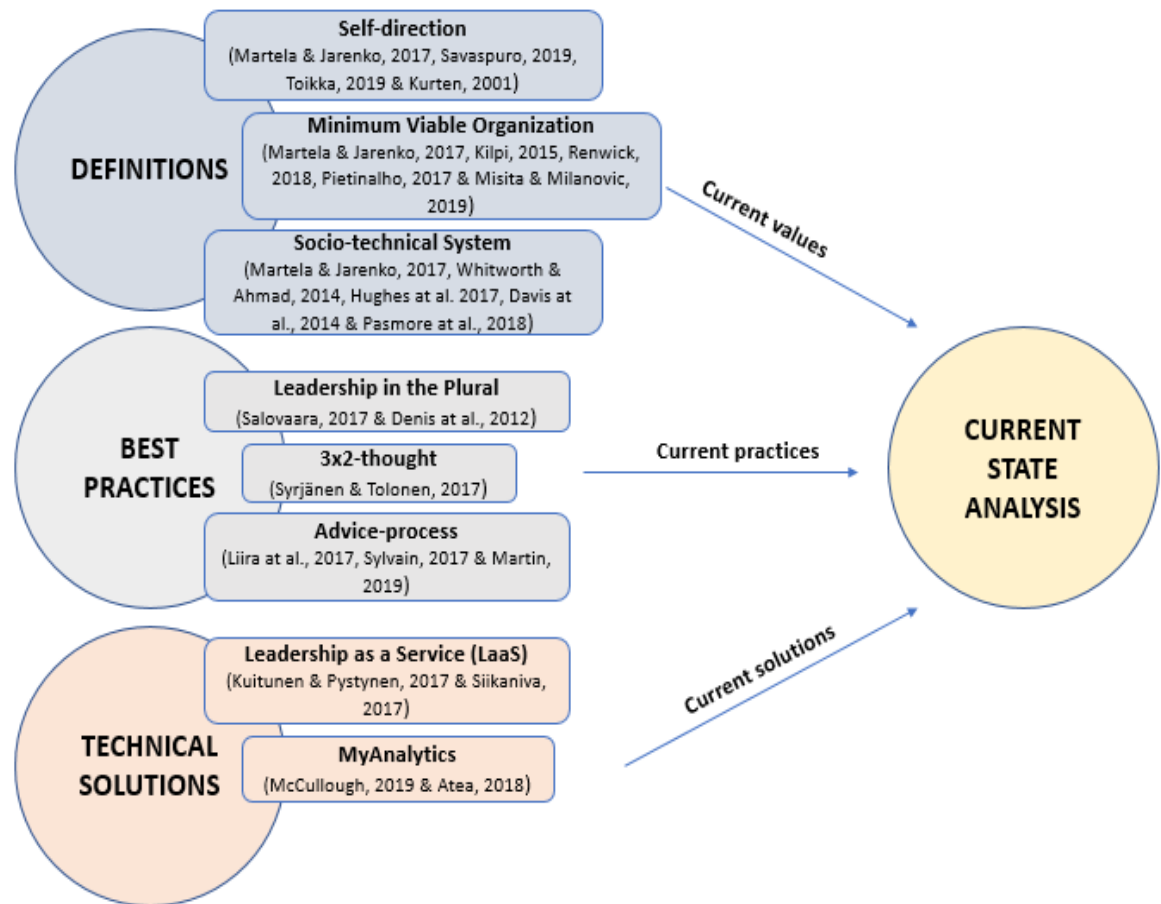 DEFINITIONS
Self-direction
(Martela & Jarenko, 2017, Savaspuro, 2019,
Toikka, 2019 & Kurten, 2001)
Minimum Viable Organization
(Martela & Jarenko, 2017, Kilpi, 2015, Renwick,
2018, Pietinalho, 2017 & Misita & Milanovic,
2019)
Socio-technical System
(Martela & Jarenko, 2017, Whitworth &
Ahmad, 2014, Hughes at al. 2017, Davis at
al., 2014 & Pasmore at al., 2018)
Current values
BEST
PRACTICES
Leadership in the Plural
(Salovaara, 2017 & Denis at al., 2012)
3x2-thought
(Syrjänen & Tolonen, 2017)
Advice-process
(Liira at al., 2017, Sylvain, 2017 & Martin,
2019)
Current practices
TECHNICAL
SOLUTIONS
Leadership as a Service (LaaS)
(Kuitunen & Pystynen, 2017 & Siikaniva,
2017)
MyAnalytics
(McCullough, 2019 & Atea, 2018)
Current solutions
CURRENT
STATE
ANALYSIS